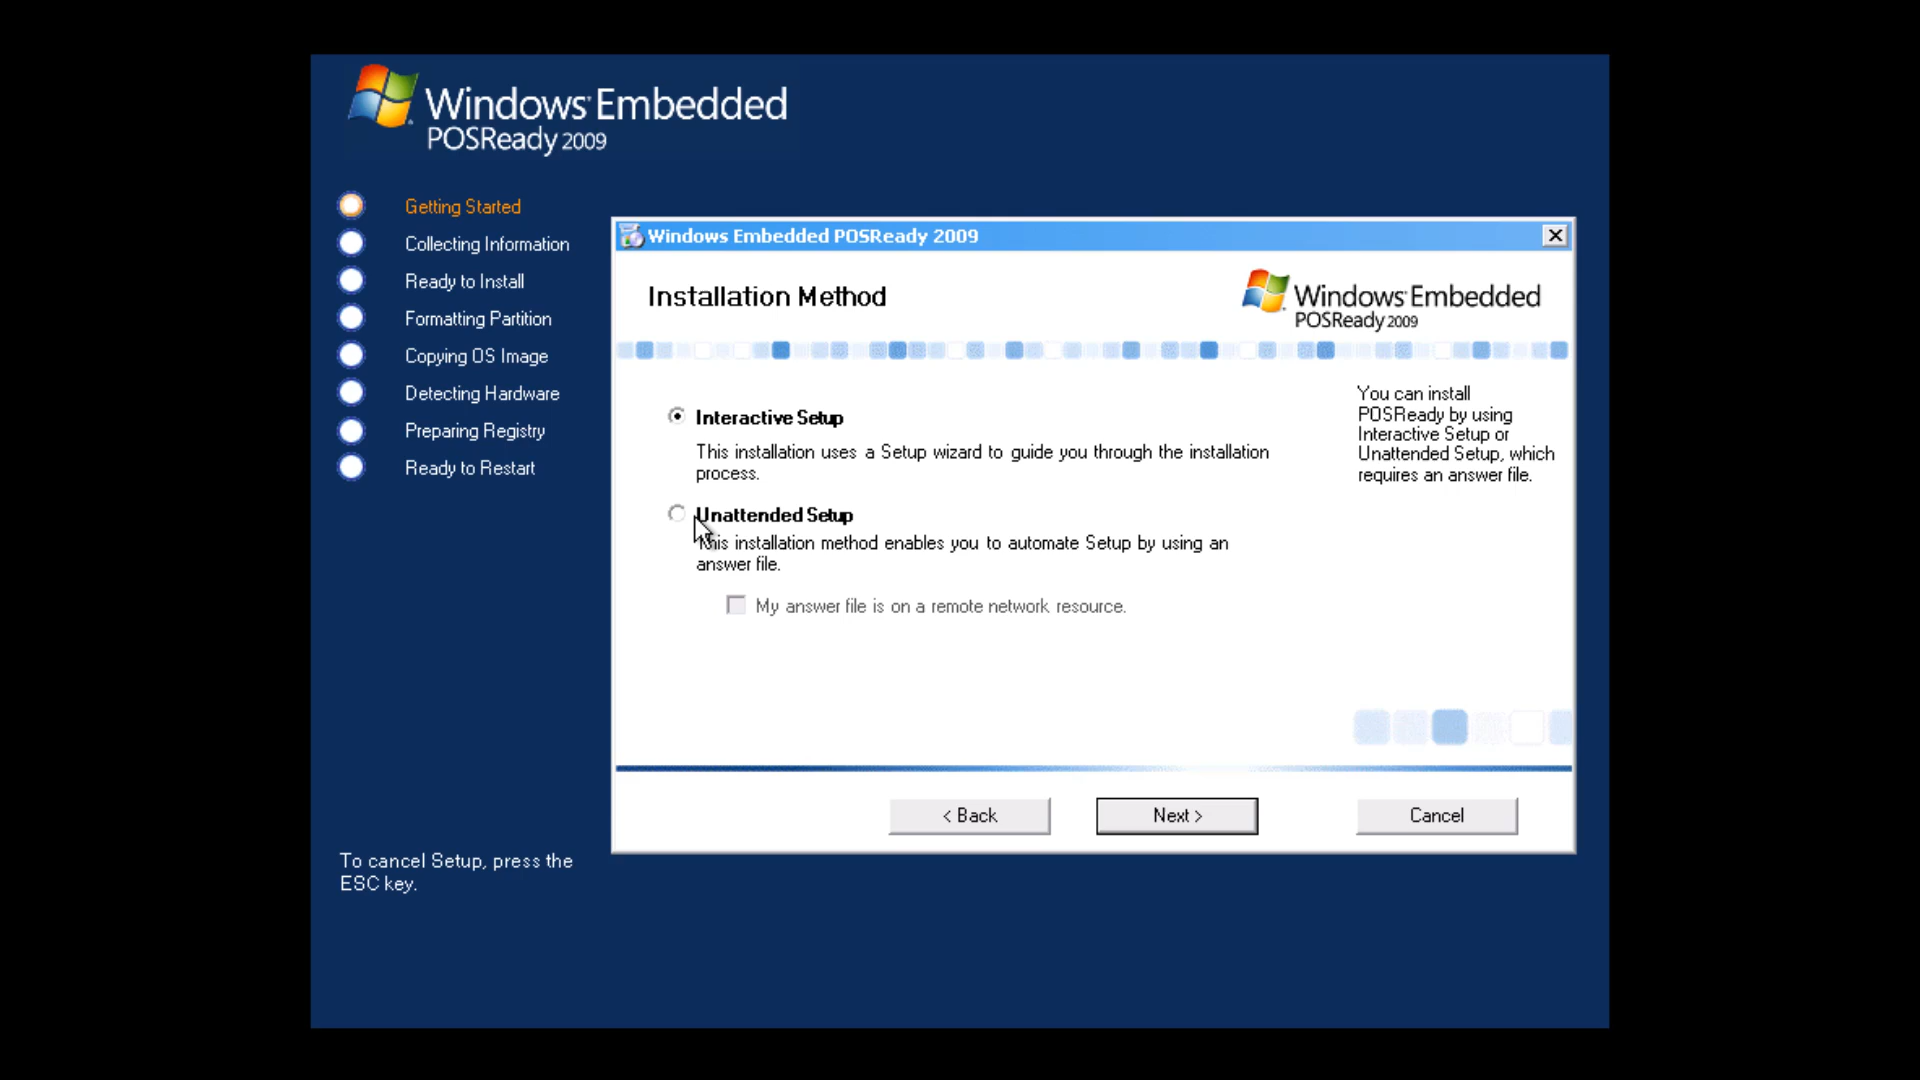 Windows Embedded
POSReady 2009
Getting Started
Collecting Information
Ready to Install
Formatting Partition
Copying OS Image
Detecting Hardware
Preparing Registry
Ready to Restart
To cancel Setup, press the
ESC key.
Windows Embedded POSReady 2009
Installation Method
Windows Embedded
POSReady 2009
Interactive Setup
This installation uses a Setup wizard to guide you through the installation
process.
Unattended Setup
This installation method enables you to automate Setup by using an
answer file.
My answer file is on a remote network resource.
You can install
POSReady by using
Interactive Setup or
Unattended Setup, which
requires an answer file.
< Back
Next >
Cancel